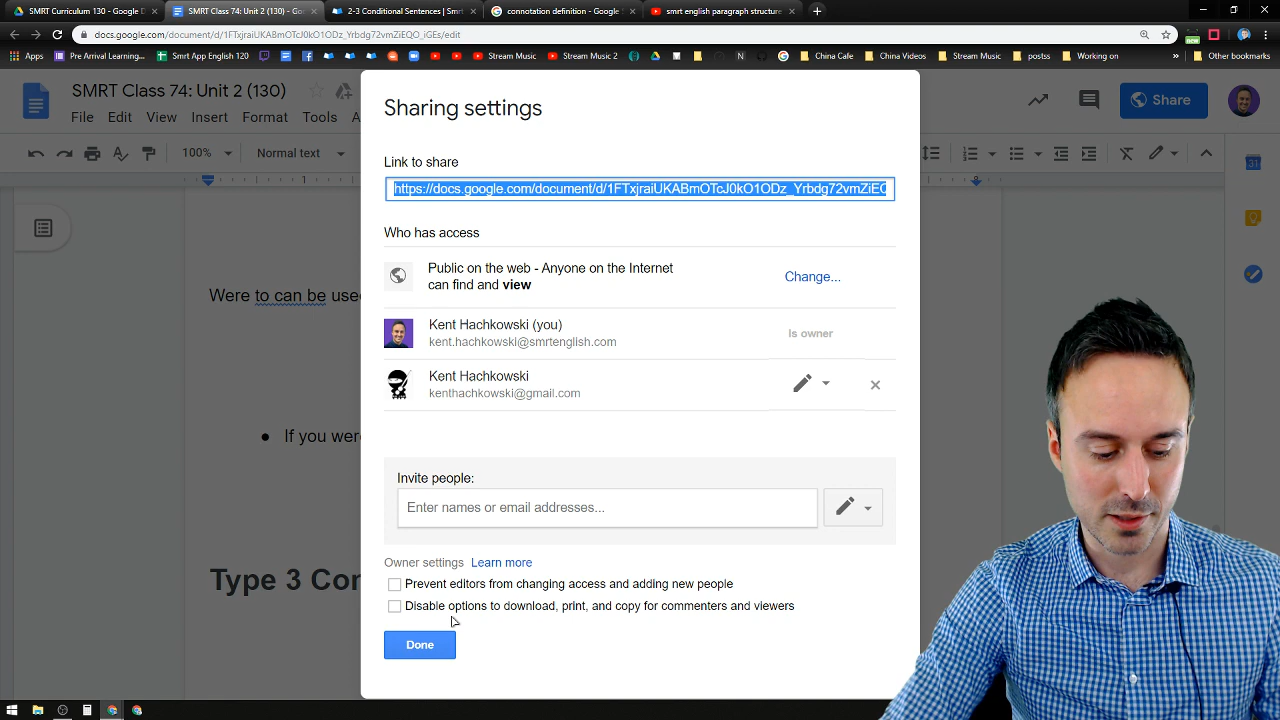 SMRT Curriculum 130 - Google D
SMRT Class 74: Unit 2 (130) - Go
2-3 Conditional Sentences | Smrt
connotation definition - Google S
smrt english paragraph structure
docs.google.com/document/d/1FTxjraiUKABmOTcJ0kO1ODz_Yrbdg72vmZiEQO_iGEs/edit
Apps
Pre Arrival Learning...
Smrt App English 120
Stream Music
Stream Music 2
China Cafe
China Videos
Stream Music
postss
Working on
»
Other bookmarks
SMRT Class 74: Unit 2 (130)
File Edit View Insert Format Tools A
Share
100%
Normal text
Sharing settings
Link to share
https://docs.google.com/document/d/1FTxjraiUKABmOTcJ0kO1ODz_Yrbdg72vmZiEQ
Who has access
Public on the web - Anyone on the Internet
can find and view
Change...
Kent Hachkowski (you)
kent.hachkowski@smrtenglish.com
Is owner
Kent Hachkowski
kenthachkowski@gmail.com
Invite people:
Enter names or email addresses...
Owner settings Learn more
Prevent editors from changing access and adding new people
Disable options to download, print, and copy for commenters and viewers
Done
Were to can be use
● If you wer
Type 3 Co